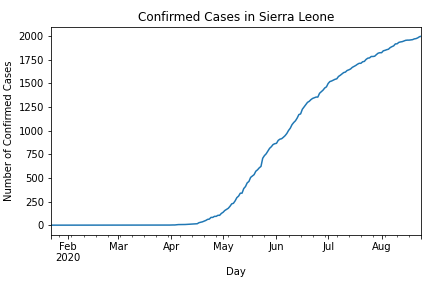 Confirmed Cases in Sierra Leone
Number of Confirmed Cases
2000
1750
1500
1250
1000
750
500
250
0
Feb Mar Apr May Jun Jul Aug
2020
Day